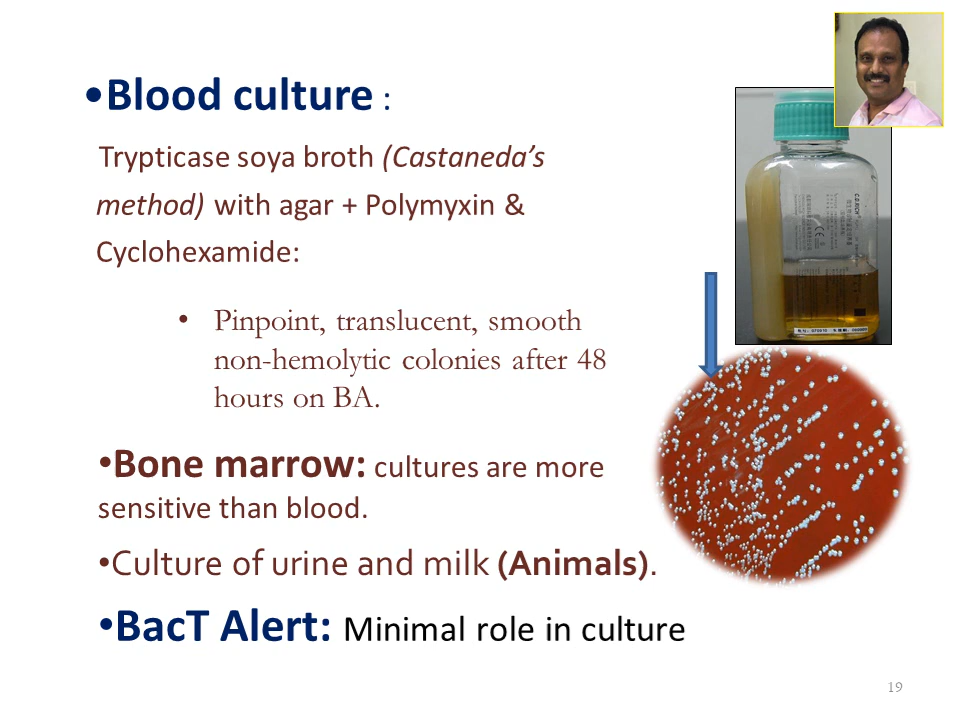 •Blood culture :
Trypticase soya broth (Castaneda’s
method) with agar + Polymyxin &
Cyclohexamide:
• Pinpoint, translucent, smooth
non-hemolytic colonies after 48
hours on BA.
•Bone marrow: cultures are more
sensitive than blood.
•Culture of urine and milk (Animals).
•BacT Alert: Minimal role in culture
19